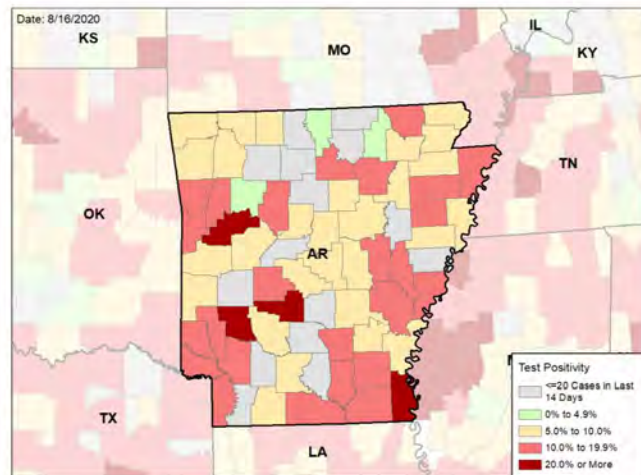 Date: 8/16/2020
KS
MO
IL
KY
OK
TN
AR
TX
LA
Test Positivity
<=20 Cases in Last
14 Days
0% to 4.9%
5.0% to 10.0%
10.0% to 19.9%
20.0% or More